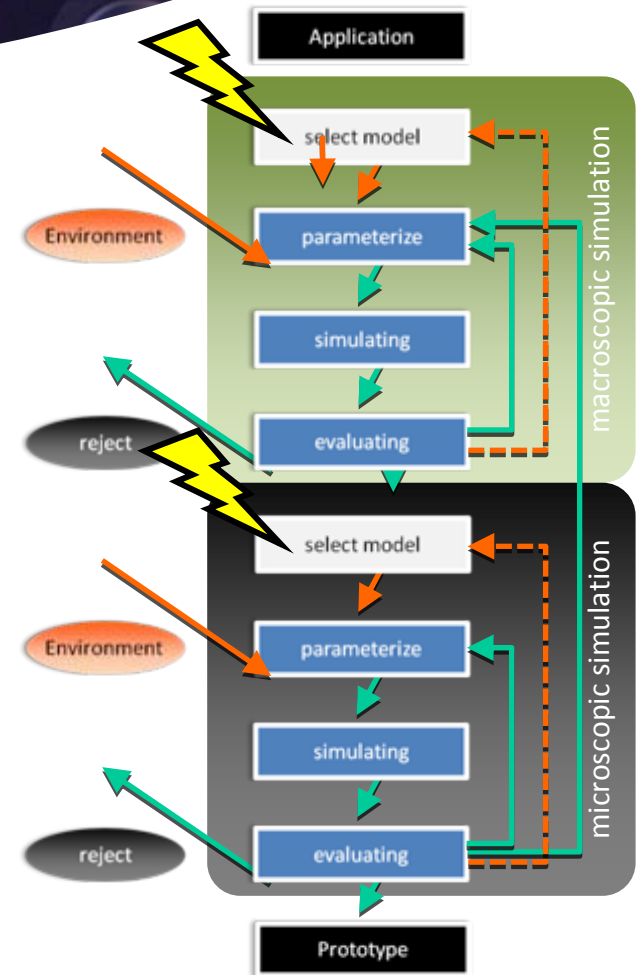 Application
select model
Environment
parameterize
simulating
reject
evaluating
macroscopic simulation
select model
Environment
parameterize
simulating
reject
evaluating
microscopic simulation
Prototype